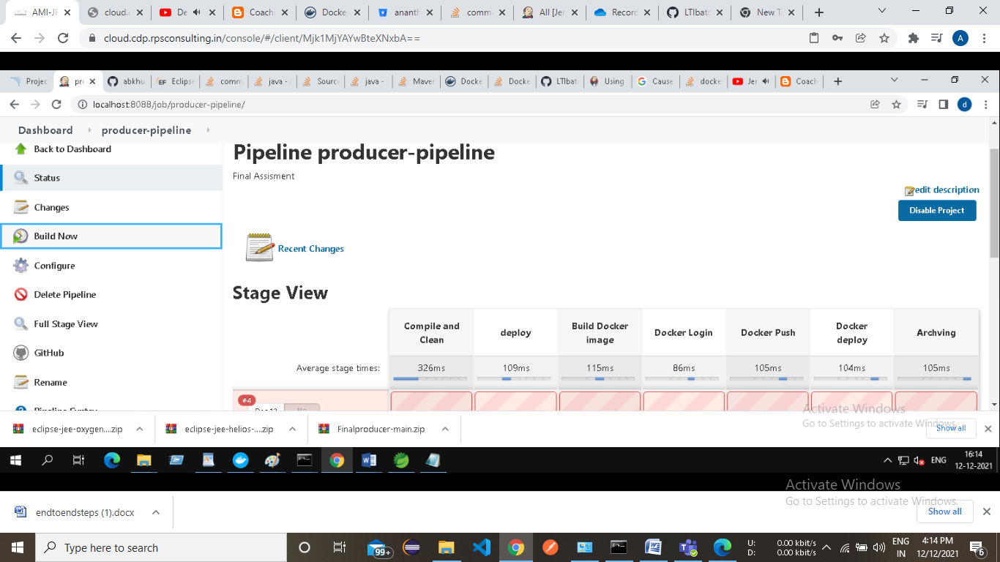 AMI-JF
cloud.
De
Coach
Docke
ananth
comm
All [Jer
Record
LTIbat
New T
cloud.cdp.rpsconsulting.in/console/#/client/Mjk1MjYAYwBteXNxbA==
A
Projec
pr
abkhu
Eclipse
comm
java - 
Source
java -
Maver
Docke
Docke
LTIbat
Using
Cause
docke
Jer
Coach
localhost:8088/job/producer-pipeline/
d
Dashboard
producer-pipeline
Back to Dashboard
Status
Changes
Build Now
Configure
Delete Pipeline
Full Stage View
GitHub
Rename
Pipeline Syntax
Pipeline producer-pipeline
Final Assisment
edit description
Disable Project
Recent Changes
Stage View
Compile and Clean
deploy
Build Docker image
Docker Login
Docker Push
Docker deploy
Archving
Average stage times:
326ms
109ms
115ms
86ms
105ms
104ms
105ms
#4
Dec 12
No
Activate Windows
Go to Settings to activate Windows.
eclipse-jee-oxygen....zip
eclipse-jee-helios-....zip
Finalproducer-main.zip
Show all
ENG
16:14
12-12-2021
Activate Windows
Go to Settings to activate Windows.
endtoendsteps (1).docx
Show all
Type here to search
99+
U: 0.00 kbit/s
D: 0.00 kbit/s
ENG
IN
4:14 PM
12/12/2021
6